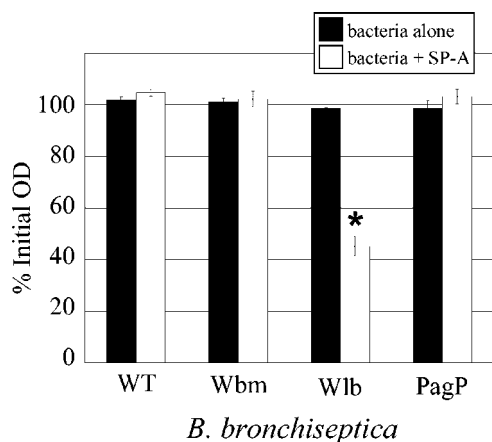 bacteria alone
bacteria + SP-A
% Initial OD
100
80
60
40
20
0
*
WT
Wbm
Wlb
PagP
B. bronchiseptica